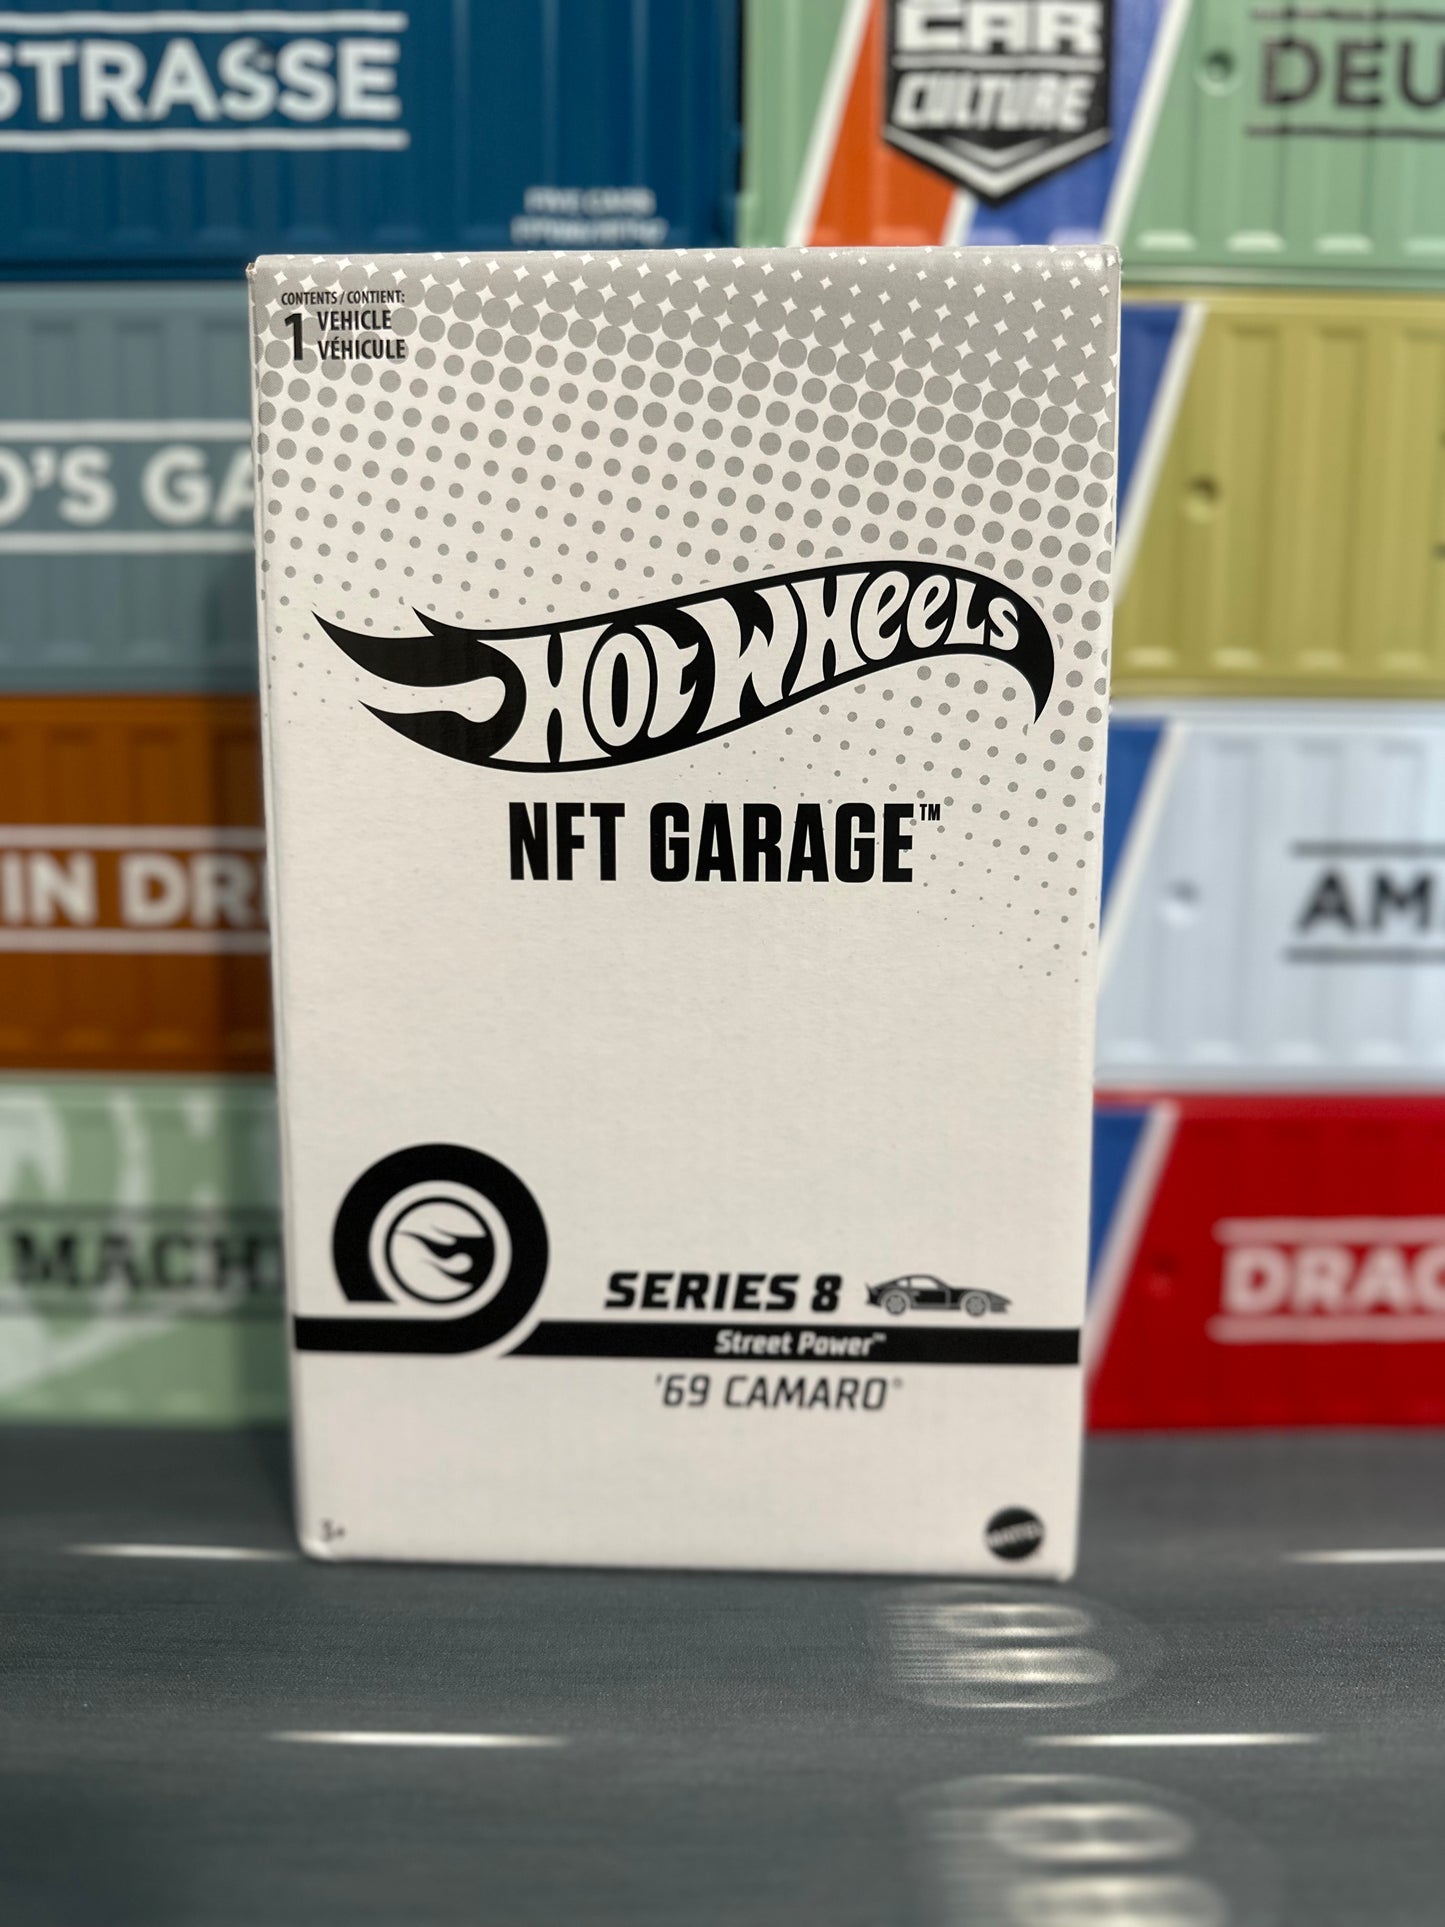 STRASSE
CAR
CULTURE
DEU
CONTENTS / CONTIENT:
1 VEHICLE
VÉHICULE
O'S GA
HOT WHEELS
NFT GARAGE™
IN DR
AM
MACH
SERIES 8
DRAG
Street Power™
'69 CAMARO®
3+
MATTEL